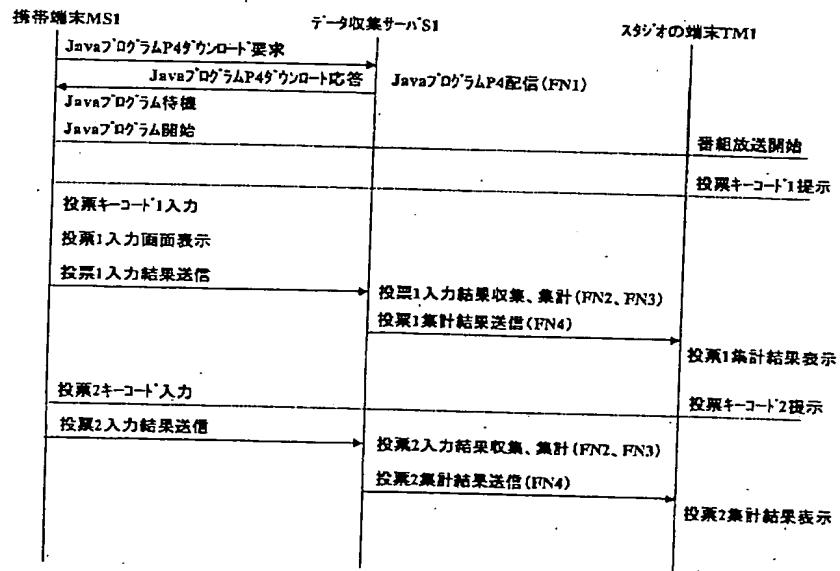 携帯端末MS1
データ収集サーバS1
スタジオの端末TM1
JavaプログラムP4ダウンロード要求
JavaプログラムP4ダウンロート応答
JavaプログラムP4配信(FN1)
Javaプログラム待機
Javaプログラム開始
番組放送開始
投票キーコード1提示
投票キーコード1入力
投票1入力画面表示
投票1入力結果送信
投票1入力結果収集、集計(FN2、FN3)
投票1集計結果送信(FN4)
投票1集計結果表示
投票2キーコード入力
投票キーコード2提示
投票2入力結果送信
投票2入力結果収集、集計(FN2、FN3)
投票2集計結果送信(FN4)
投票2集計結果表示